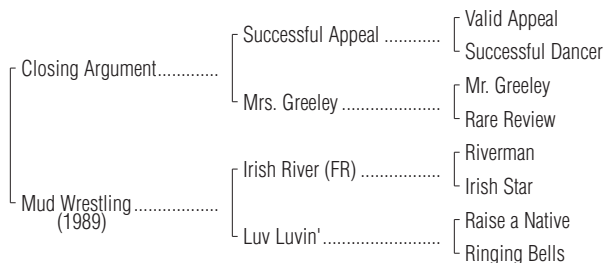 Valid Appeal
Successful Appeal ............
Successful Dancer
Closing Argument.............
Mr. Greeley
Mrs. Greeley ....................
Rare Review
Riverman
Irish River (FR) ................
Irish Star
Mud Wrestling..................
(1989)
Raise a Native
Luv Luvin'........................
Ringing Bells